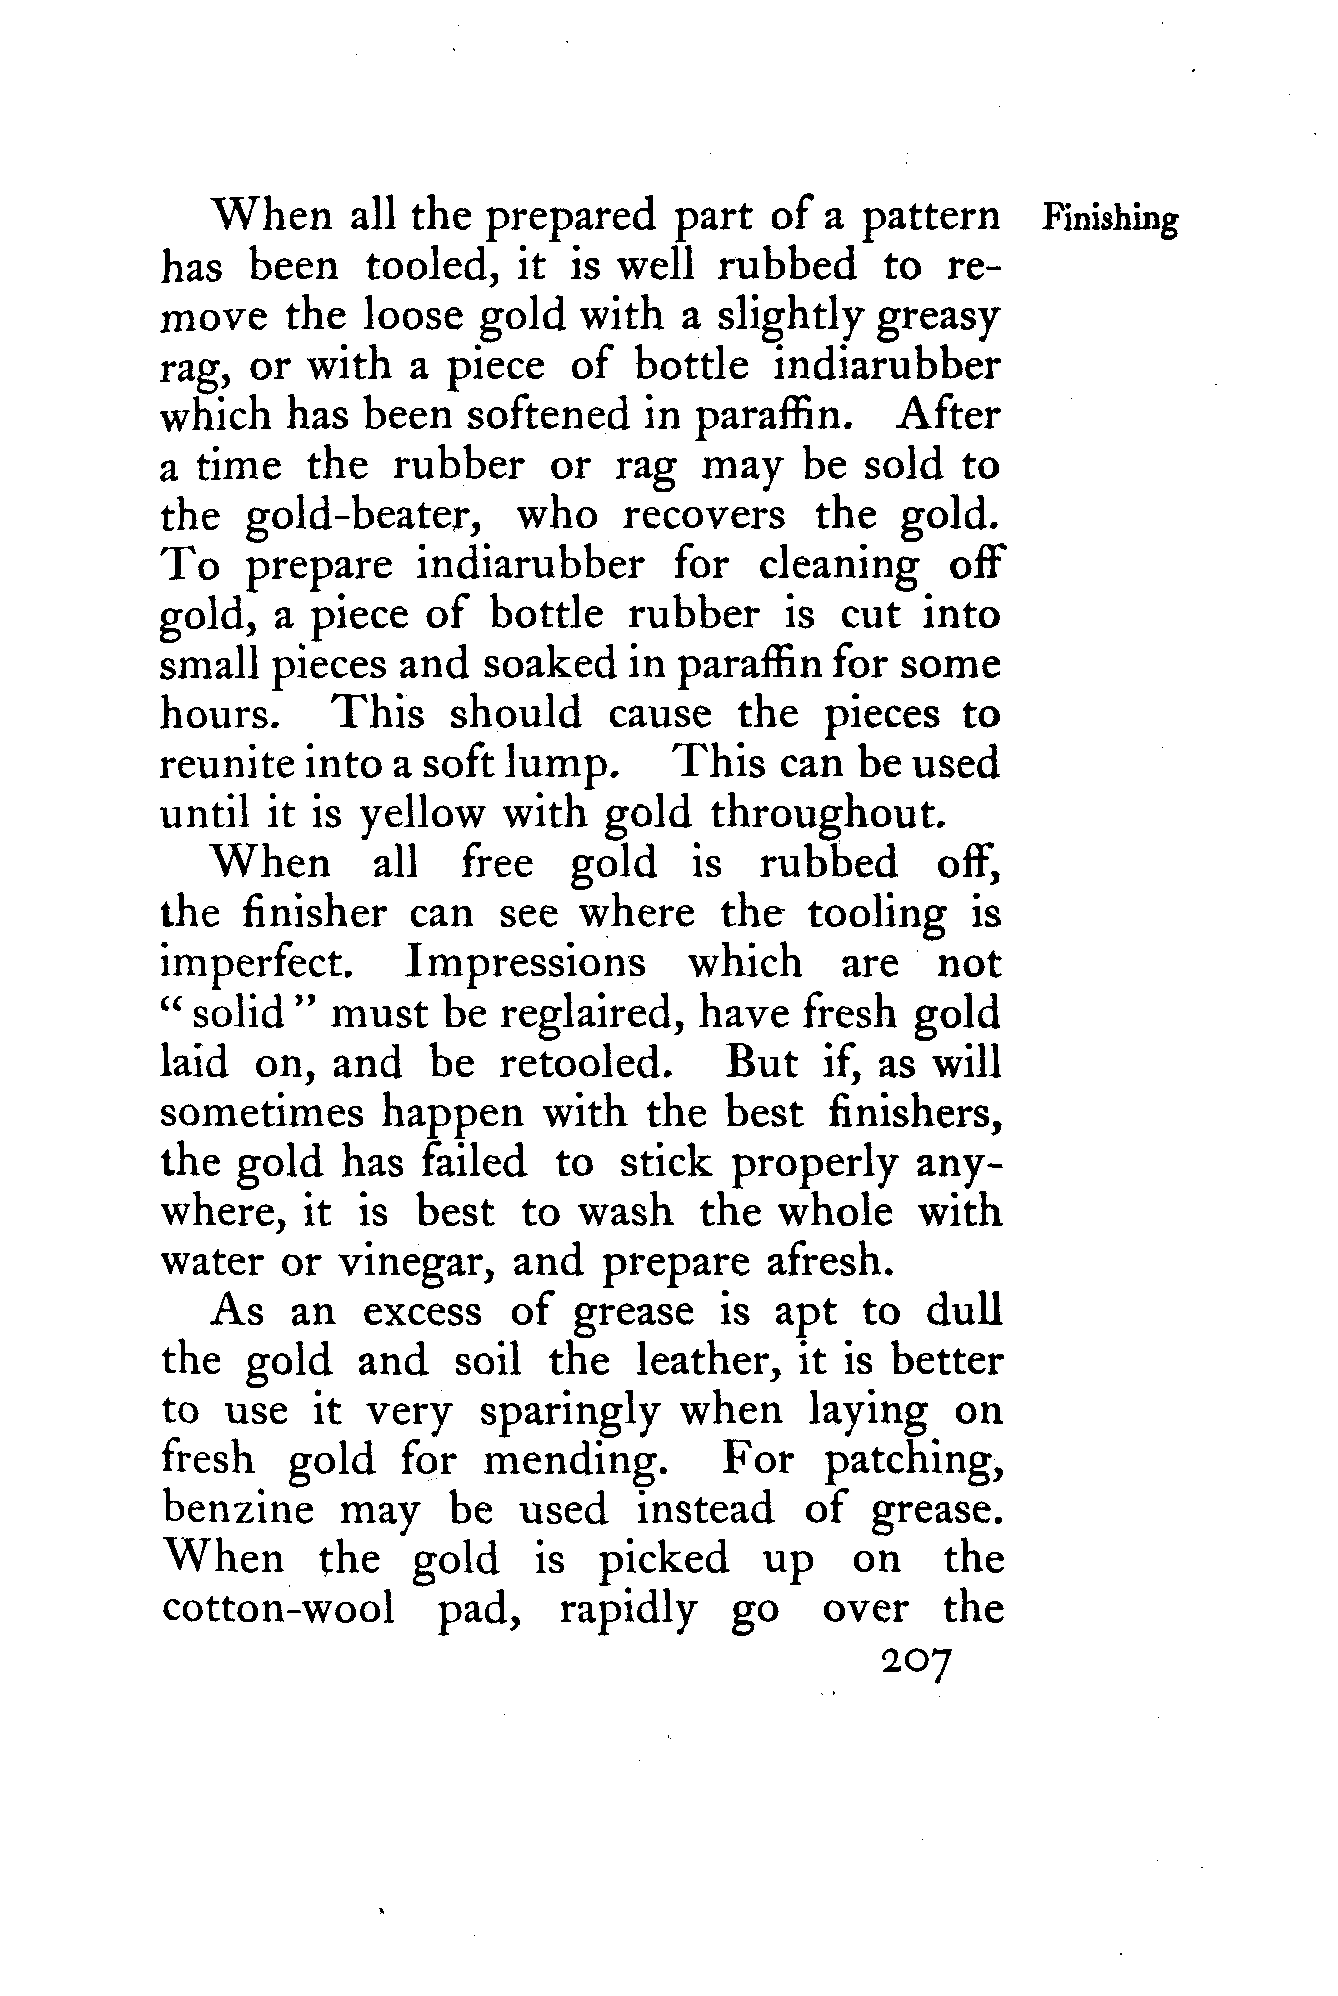 When all the prepared part of a pattern Finishing
has been tooled, it is well rubbed to re-
move the loose gold with a slightly greasy
rag, or with a piece of bottle indiarubber
which has been softened in paraffin. After
a time the rubber or rag may be sold to
the gold-beater, who recovers the gold.
To prepare indiarubber for cleaning off
gold, a piece of bottle rubber is cut into
small pieces and soaked in paraffin for some
hours. This should cause the pieces to
reunite into a soft lump. This can be used
until it is yellow with gold throughout.
When all free gold is rubbed off,
the finisher can see where the tooling is
imperfect. Impressions which are not
“ solid ” must be reglaired, have fresh gold
laid on, and be retooled. But if, as will
sometimes happen with the best finishers,
the gold has failed to stick properly any-
where, it is best to wash the whole with
water or vinegar, and prepare afresh.
As an excess of grease is apt to dull
the gold and soil the leather, it is better
to use it very sparingly when laying on
fresh gold for mending. For patching,
benzine may be used instead of grease.
When the gold is picked up on the
cotton-wool pad, rapidly go over the
207